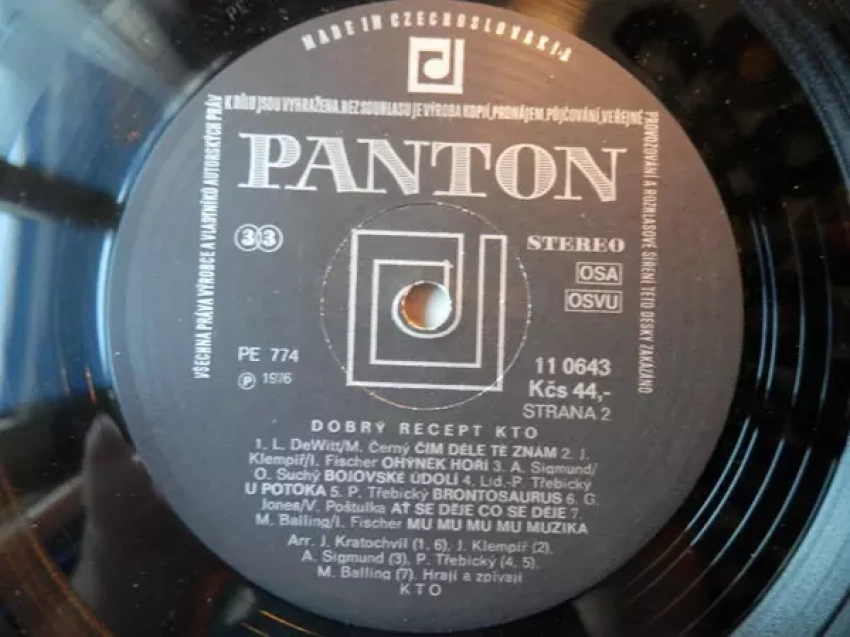 MADE IN CZECHOSLOVAKIA
VŠECHNA PRÁVA VÝROBCE A VLASTNÍKŮ AUTORSKÝCH PRÁV K DÍLU JSOU VYHRAŽENA. BEZ SOUHLASU JE VÝROBA KOPIÍ, PRONÁJEM, PŮJČOVÁNÍ, VEŘEJNÉ PROVOZOVÁNÍ A ROZHLASOVÉ ŠÍŘENÍ TÉTO DESKY ZAKÁZÁNO
PANTON
33
STEREO
OSA
OSVU
PE 774
Ⓟ 1976
11 0643
Kčs 44,-
STRANA 2
DOBRÝ RECEPT KTO
1. L. DeWitt/M. Černý ČÍM DÉLE TĚ ZNÁM 2. J.
Klempíř/I. Fischer OHÝNEK HOŘÍ 3. A. Sigmund/
O. Suchý BOJOVSKÉ ÚDOLÍ 4. Lid.-P. Třebický
U POTOKA 5. P. Třebický BRONTOSAURUS 6. G.
Jones/V. Poštulka AŤ SE DĚJE CO SE DĚJE 7.
M. Balling/I. Fischer MU MU MU MU MUZIKA
Arr. J. Kratochvíl (1, 6), J. Klempíř (2),
A. Sigmund (3), P. Třebický (4, 5),
M. Balling (7). Hrají a zpívají
KTO